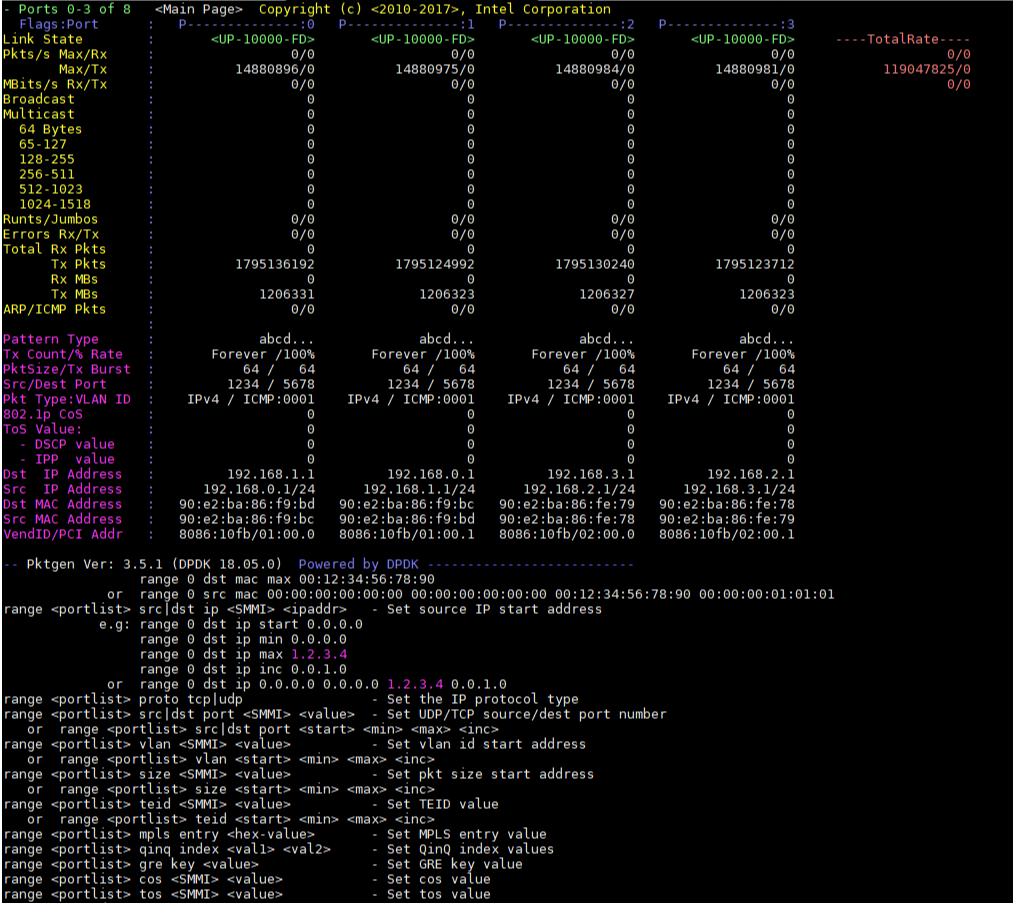 - Ports 0-3 of 8   <Main Page>  Copyright (c) <2010-2017>, Intel Corporation
  Flags:Port        P--------------:0   P--------------:1   P--------------:2   P--------------:3
Link State        :       <UP-10000-FD>       <UP-10000-FD>       <UP-10000-FD>       <UP-10000-FD>     ----TotalRate----
Pkts/s Max/Rx     :                 0/0                 0/0                 0/0                 0/0                   0/0
       Max/Tx     :          14880896/0          14880975/0          14880984/0          14880981/0           119047825/0
MBits/s Rx/Tx     :                 0/0                 0/0                 0/0                 0/0                   0/0
Broadcast         :                   0                   0                   0                   0
Multicast         :                   0                   0                   0                   0
  64 Bytes        :                   0                   0                   0                   0
  65-127          :                   0                   0                   0                   0
  128-255         :                   0                   0                   0                   0
  256-511         :                   0                   0                   0                   0
  512-1023        :                   0                   0                   0                   0
  1024-1518       :                   0                   0                   0                   0
Runts/Jumbos      :                 0/0                 0/0                 0/0                 0/0
Errors Rx/Tx      :                 0/0                 0/0                 0/0                 0/0
Total Rx Pkts     :                   0                   0                   0                   0
      Tx Pkts     :          1795136192          1795124992          1795130240          1795123712
      Rx MBs      :                   0                   0                   0                   0
      Tx MBs      :             1206331             1206323             1206327             1206323
ARP/ICMP Pkts     :                 0/0                 0/0                 0/0                 0/0
                  :
Pattern Type      :             abcd...             abcd...             abcd...             abcd...
Tx Count/% Rate   :       Forever /100%       Forever /100%       Forever /100%       Forever /100%
PktSize/Tx Burst  :           64 /   64           64 /   64           64 /   64           64 /   64
Src/Dest Port     :         1234 / 5678         1234 / 5678         1234 / 5678         1234 / 5678
Pkt Type:VLAN ID  :    IPv4 / ICMP:0001    IPv4 / ICMP:0001    IPv4 / ICMP:0001    IPv4 / ICMP:0001
802.1p CoS        :                   0                   0                   0                   0
ToS Value:        :                   0                   0                   0                   0
  - DSCP value    :                   0                   0                   0                   0
  - IPP  value    :                   0                   0                   0                   0
Dst  IP Address   :         192.168.1.1         192.168.0.1         192.168.3.1         192.168.2.1
Src  IP Address   :      192.168.0.1/24      192.168.1.1/24      192.168.2.1/24      192.168.3.1/24
Dst MAC Address   :   90:e2:ba:86:f9:bd   90:e2:ba:86:f9:bc   90:e2:ba:86:fe:79   90:e2:ba:86:fe:78
Src MAC Address   :   90:e2:ba:86:f9:bc   90:e2:ba:86:f9:bd   90:e2:ba:86:fe:78   90:e2:ba:86:fe:79
VendID/PCI Addr   :   8086:10fb/01:00.0   8086:10fb/01:00.1   8086:10fb/02:00.0   8086:10fb/02:00.1
-- Pktgen Ver: 3.5.1 (DPDK 18.05.0)  Powered by DPDK --------------------------
                 range 0 dst mac max 00:12:34:56:78:90
             or  range 0 src mac 00:00:00:00:00:00 00:00:00:00:00:00 00:12:34:56:78:90 00:00:00:01:01:01
range <portlist> src|dst ip <SMMI> <ipaddr>   - Set source IP start address
            e.g: range 0 dst ip start 0.0.0.0
                 range 0 dst ip min 0.0.0.0
                 range 0 dst ip max 1.2.3.4
                 range 0 dst ip inc 0.0.1.0
             or  range 0 dst ip 0.0.0.0 0.0.0.0 1.2.3.4 0.0.1.0
range <portlist> proto tcp|udp                - Set the IP protocol type
range <portlist> src|dst port <SMMI> <value>  - Set UDP/TCP source/dest port number
   or  range <portlist> src|dst port <start> <min> <max> <inc>
range <portlist> vlan <SMMI> <value>          - Set vlan id start address
   or  range <portlist> vlan <start> <min> <max> <inc>
range <portlist> size <SMMI> <value>          - Set pkt size start address
   or  range <portlist> size <start> <min> <max> <inc>
range <portlist> teid <SMMI> <value>          - Set TEID value
   or  range <portlist> teid <start> <min> <max> <inc>
range <portlist> mpls entry <hex-value>       - Set MPLS entry value
range <portlist> qinq index <val1> <val2>     - Set QinQ index values
range <portlist> gre key <value>              - Set GRE key value
range <portlist> cos <SMMI> <value>           - Set cos value
range <portlist> tos <SMMI> <value>           - Set tos value